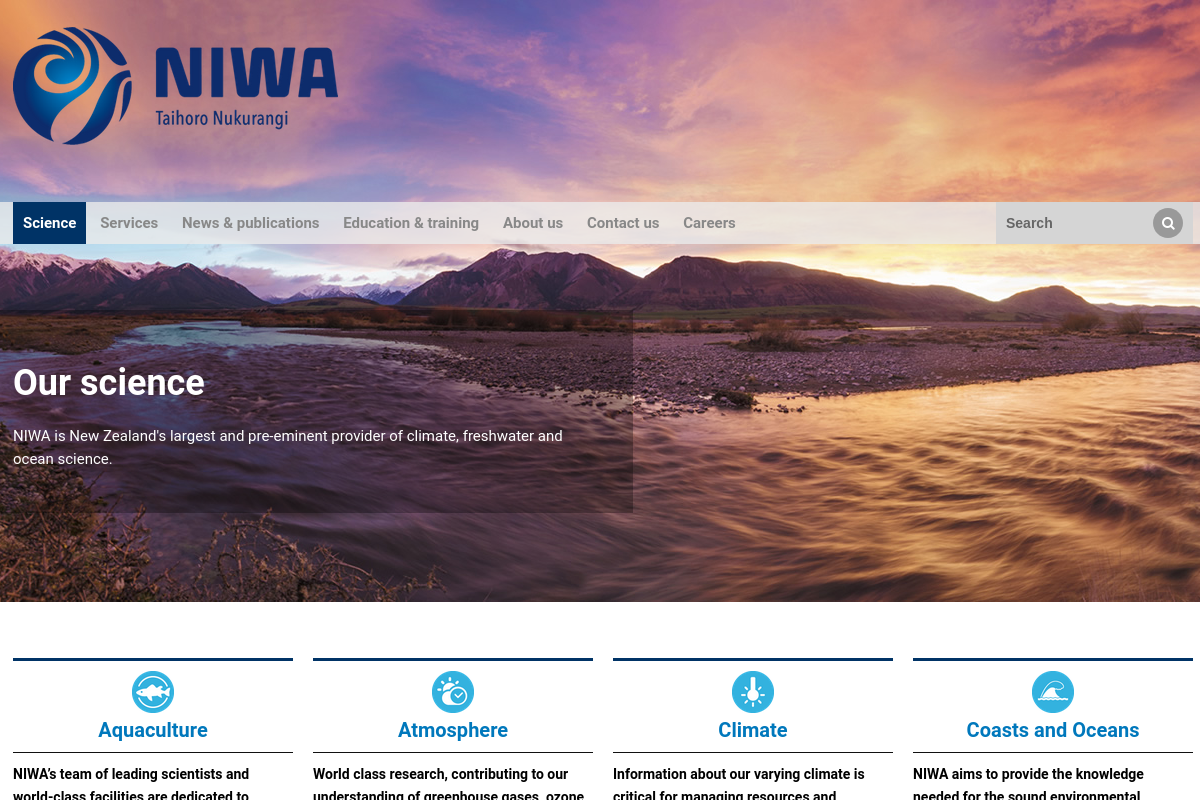 NIWA
Taihoro Nukurangi
Science Services News & publications Education & training About us Contact us Careers Search
Our science
NIWA is New Zealand's largest and pre-eminent provider of climate, freshwater and
ocean science.
Aquaculture
NIWA’s team of leading scientists and
world-class facilities are dedicated to
Atmosphere
World class research, contributing to our
understanding of greenhouse gases, ozone
Climate
Information about our varying climate is
critical for managing resources and
Coasts and Oceans
NIWA aims to provide the knowledge
needed for the sound environmental